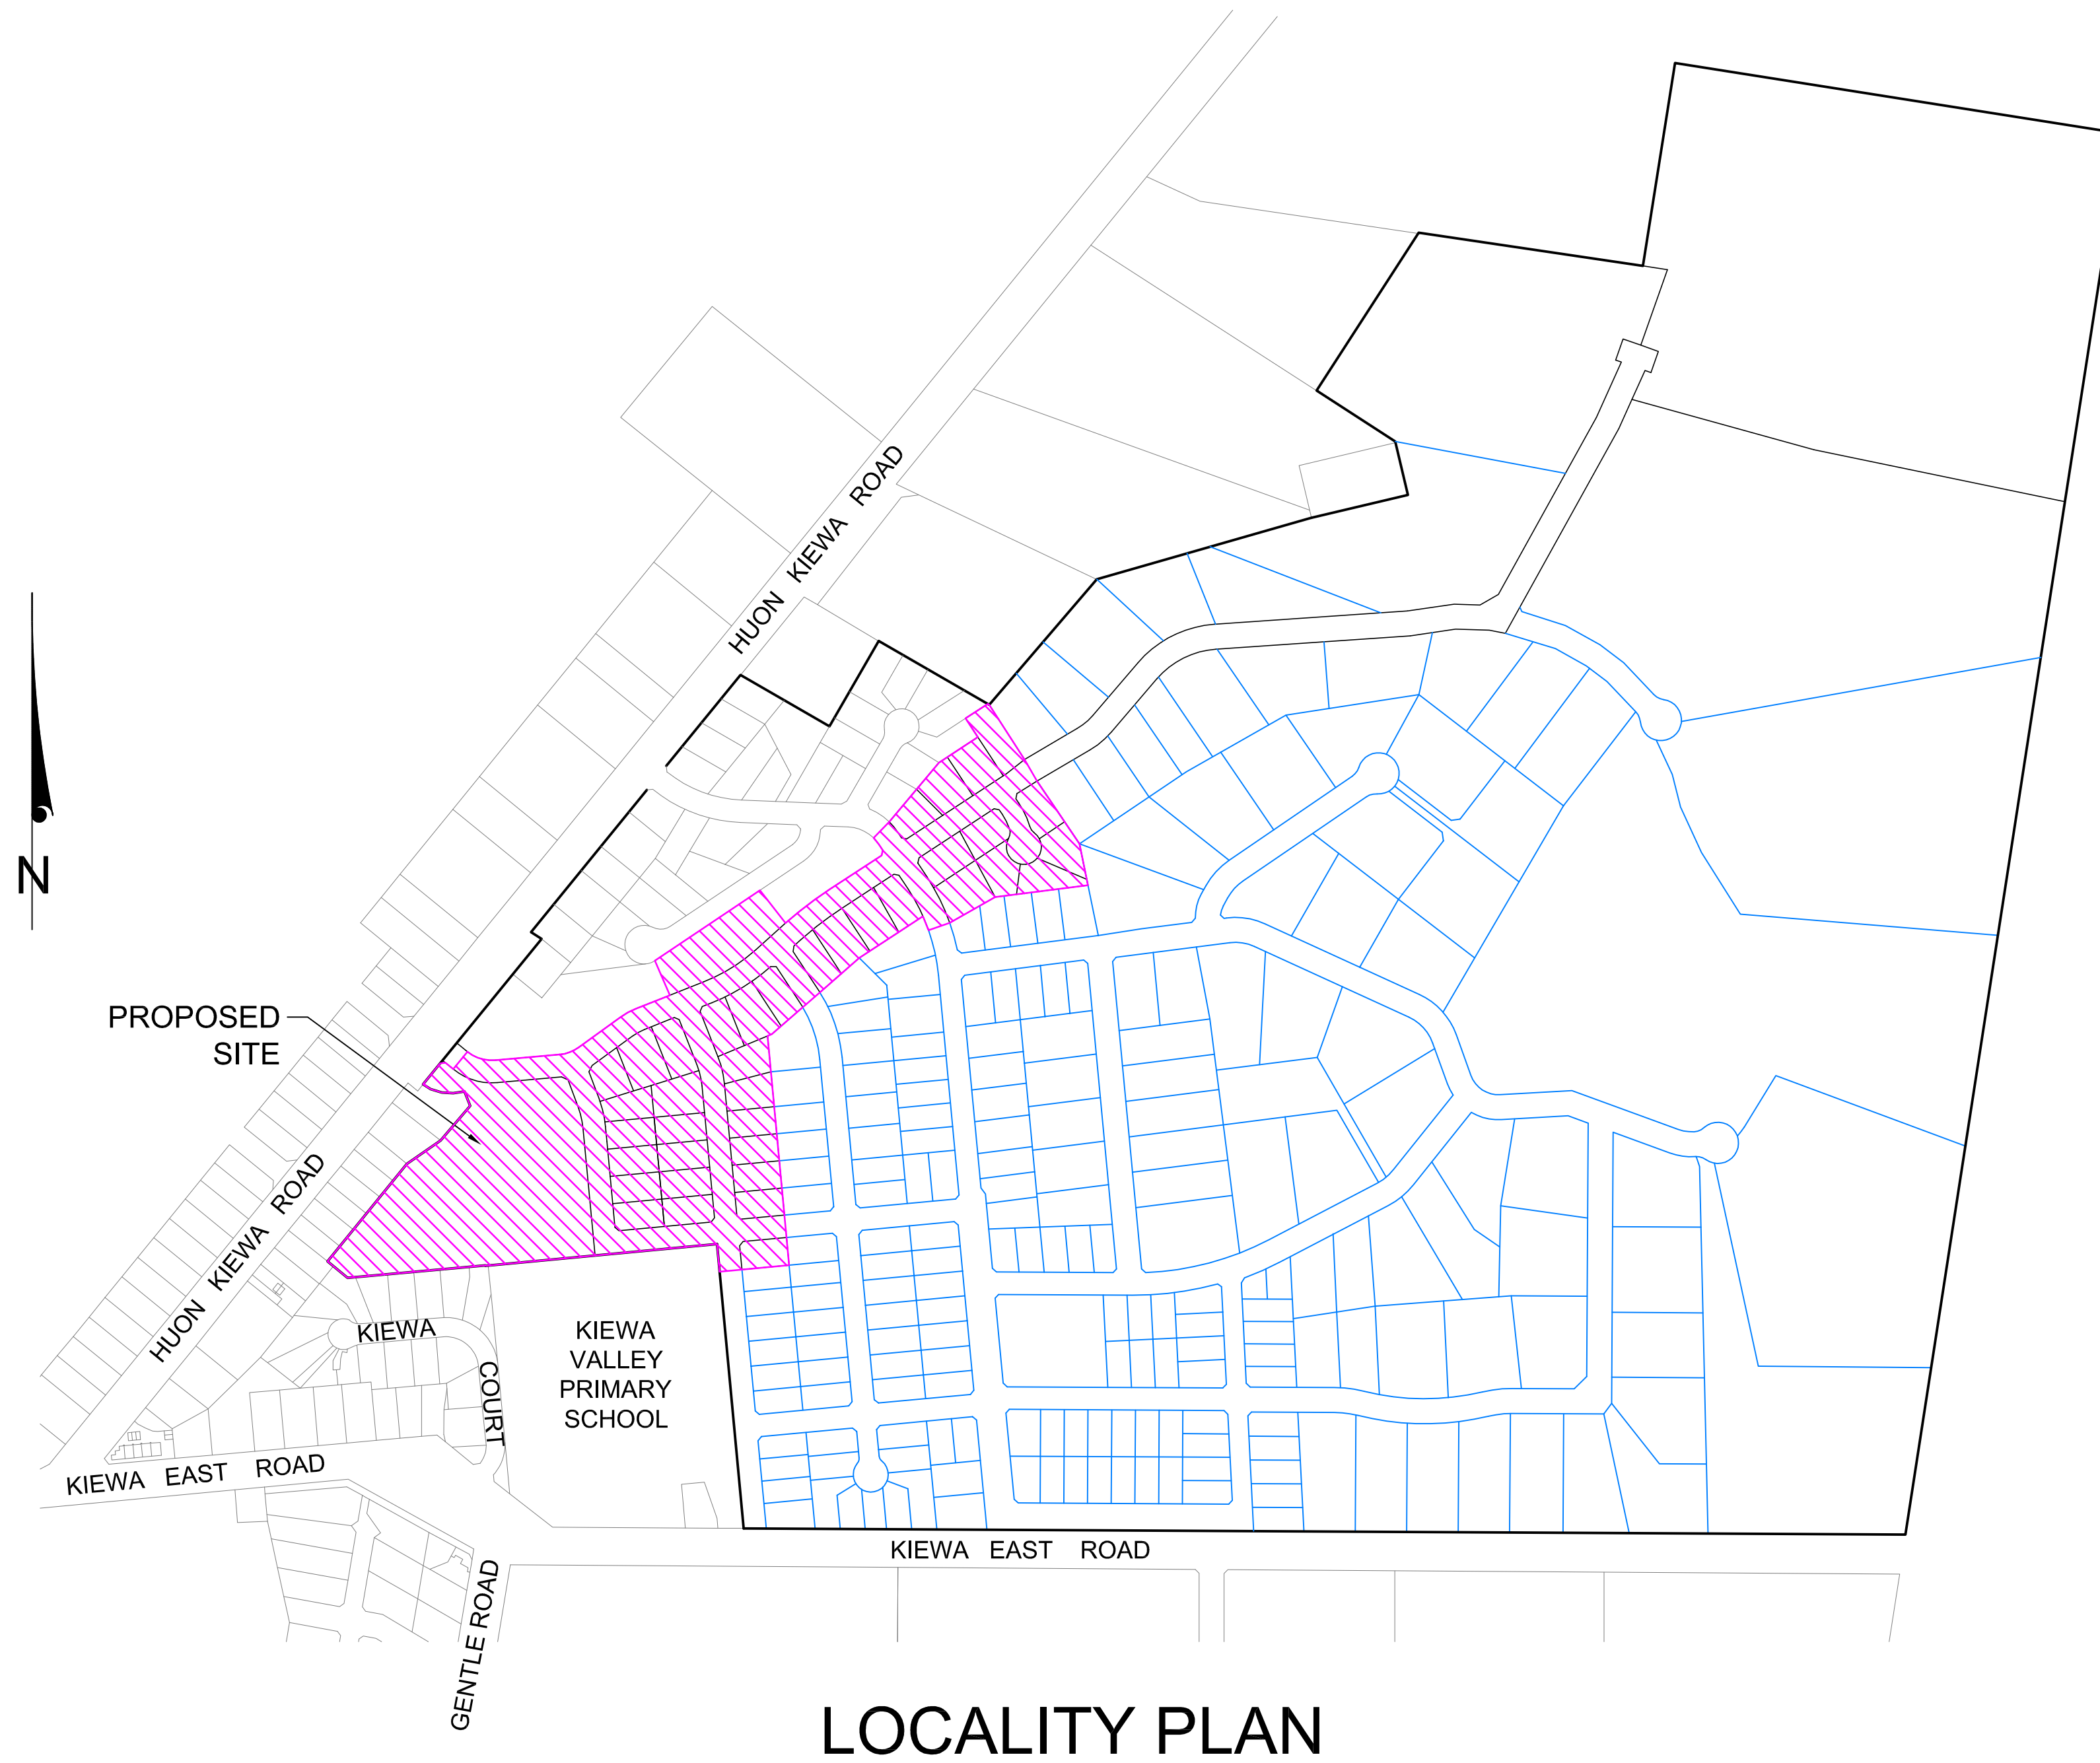 HUON KIEWA ROAD
N
PROPOSED
SITE
HUON KIEWA ROAD
KIEWA
COURT
KIEWA
VALLEY
PRIMARY
SCHOOL
KIEWA EAST ROAD
KIEWA EAST ROAD
GENTLE ROAD
LOCALITY PLAN